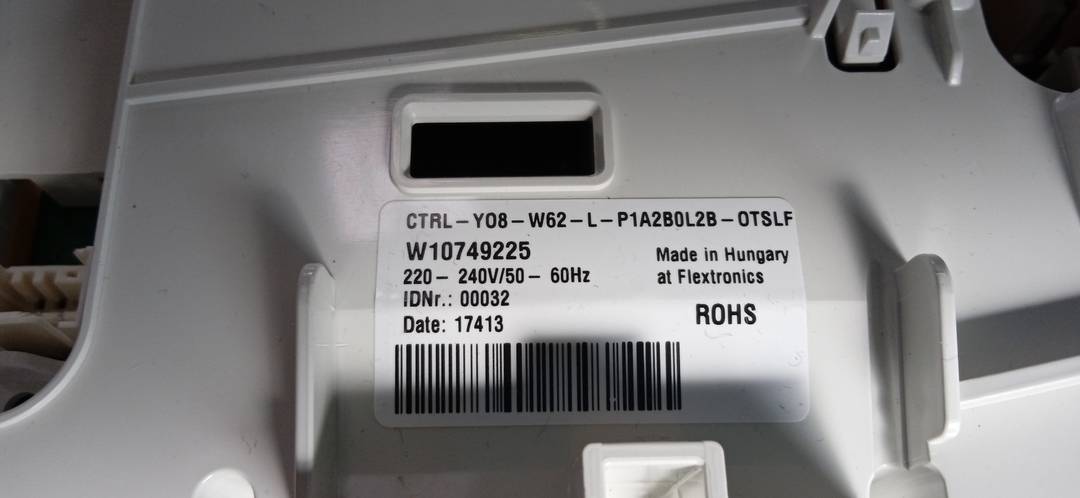 CTRL-YO8-W62-L-P1A2B0L2B-OTSLF
W10749225
220-240V/50-60Hz
IDNr.: 00032
Date: 17413
Made in Hungary
at Flextronics
ROHS